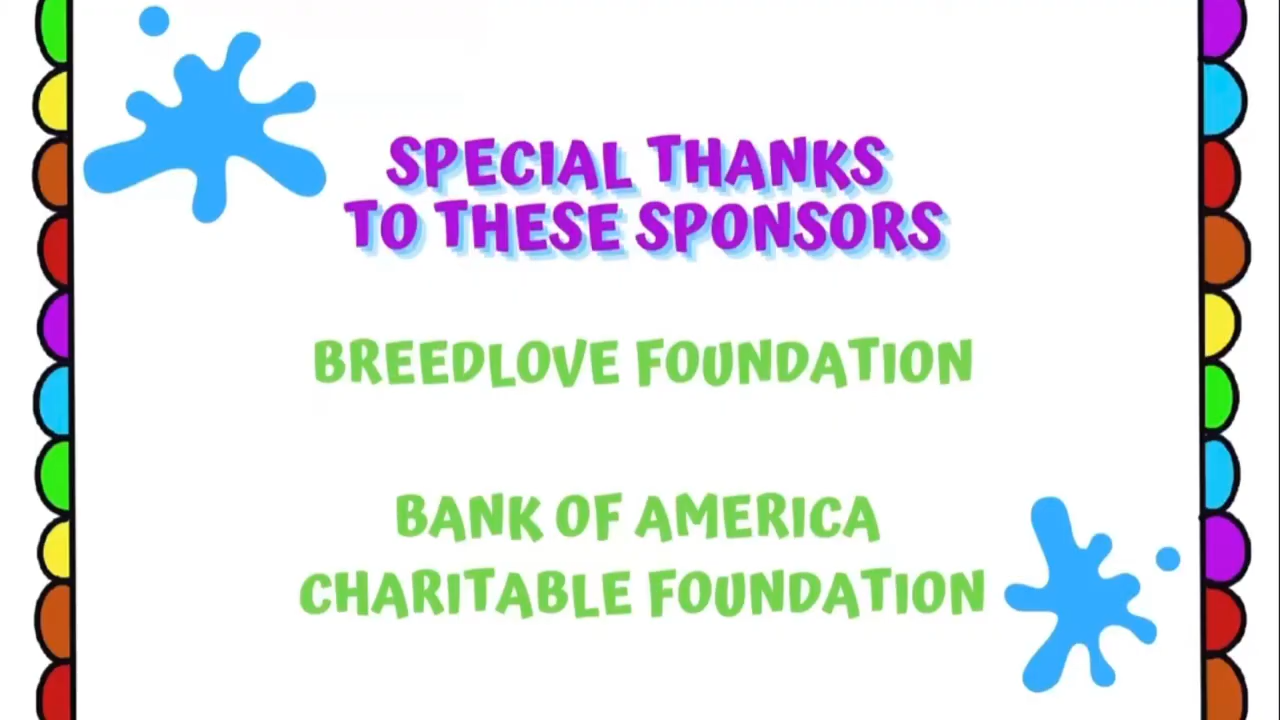 SPECIAL THANKS
TO THESE SPONSORS
BREEDLOVE FOUNDATION
BANK OF AMERICA
CHARITABLE FOUNDATION